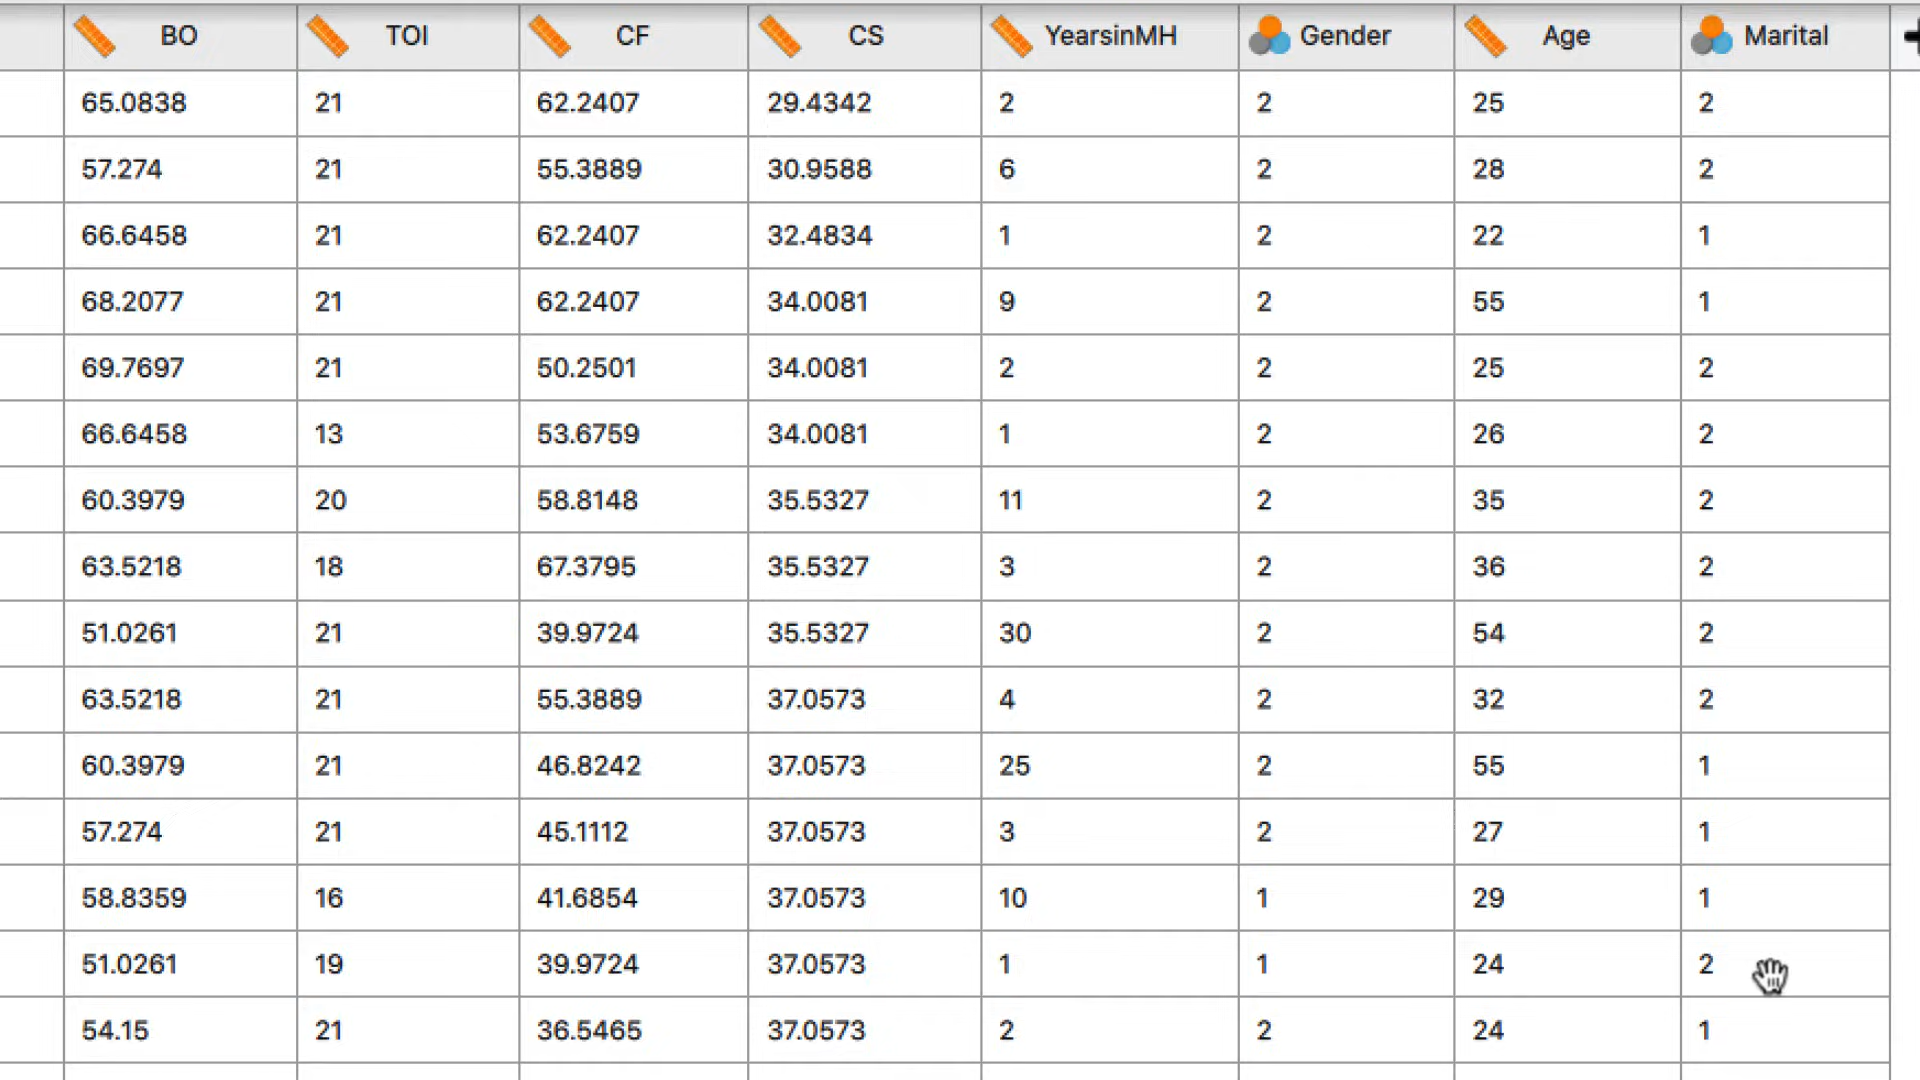 BO TOI CF CS YearsinMH Gender Age Marital
65.0838 21 62.2407 29.4342 2 2 25 2
57.274 21 55.3889 30.9588 6 2 28 2
66.6458 21 62.2407 32.4834 1 2 22 1
68.2077 21 62.2407 34.0081 9 2 55 1
69.7697 21 50.2501 34.0081 2 2 25 2
66.6458 13 53.6759 34.0081 1 2 26 2
60.3979 20 58.8148 35.5327 11 2 35 2
63.5218 18 67.3795 35.5327 3 2 36 2
51.0261 21 39.9724 35.5327 30 2 54 2
63.5218 21 55.3889 37.0573 4 2 32 2
60.3979 21 46.8242 37.0573 25 2 55 1
57.274 21 45.1112 37.0573 3 2 27 1
58.8359 16 41.6854 37.0573 10 1 29 1
51.0261 19 39.9724 37.0573 1 1 24 2
54.15 21 36.5465 37.0573 2 2 24 1